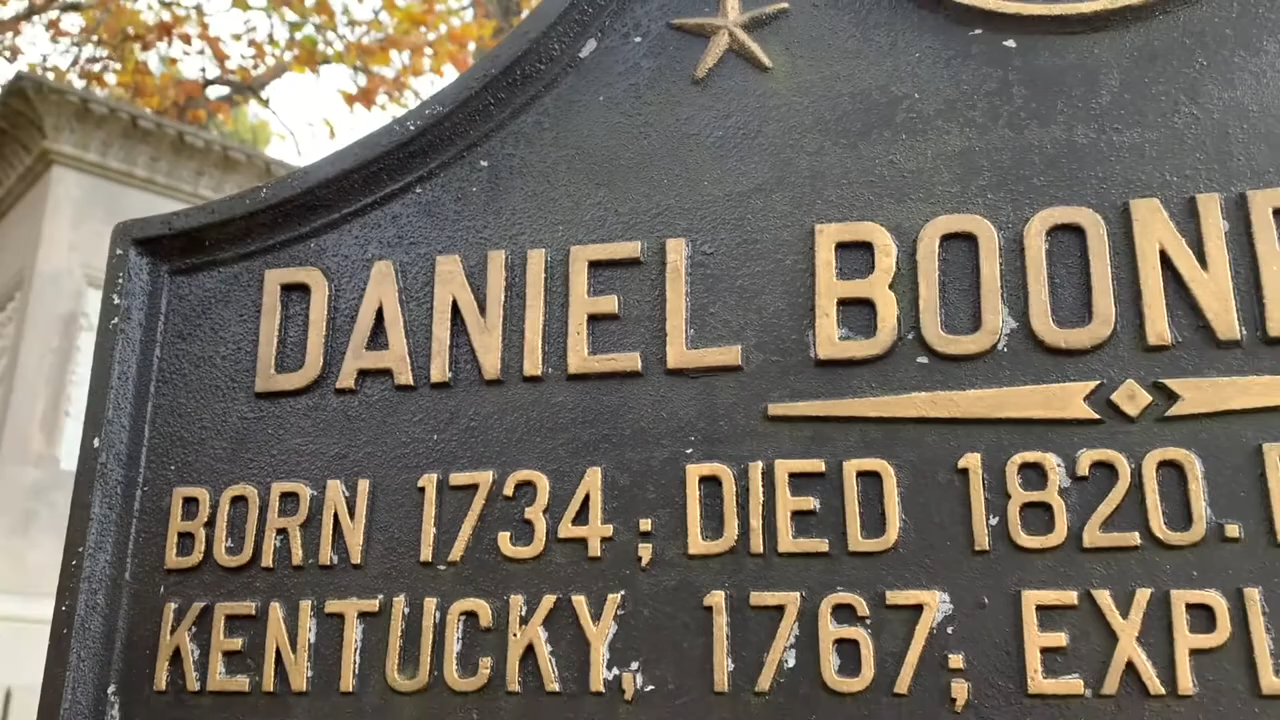 DANIEL BOONE
BORN 1734; DIED 1820.
KENTUCKY, 1767; EXPL